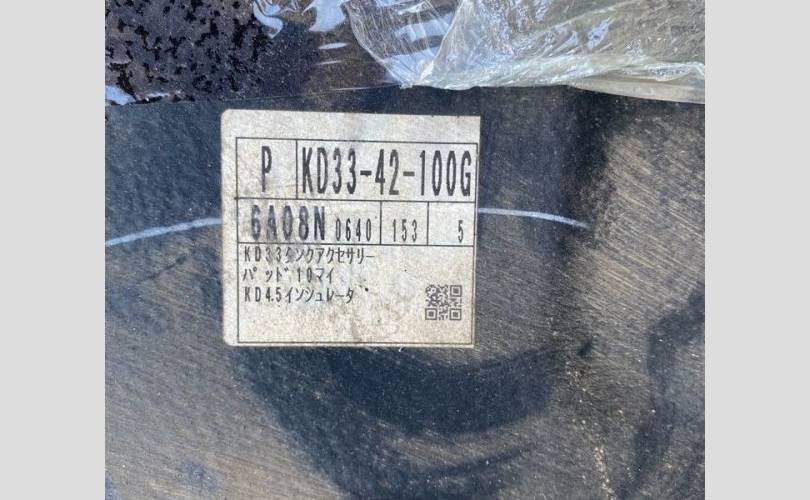 P KD33-42-100G
6A08N 0640 153 5
KD33タンクアクセサリー
パッド10マイ
KD4.5インシュレータ